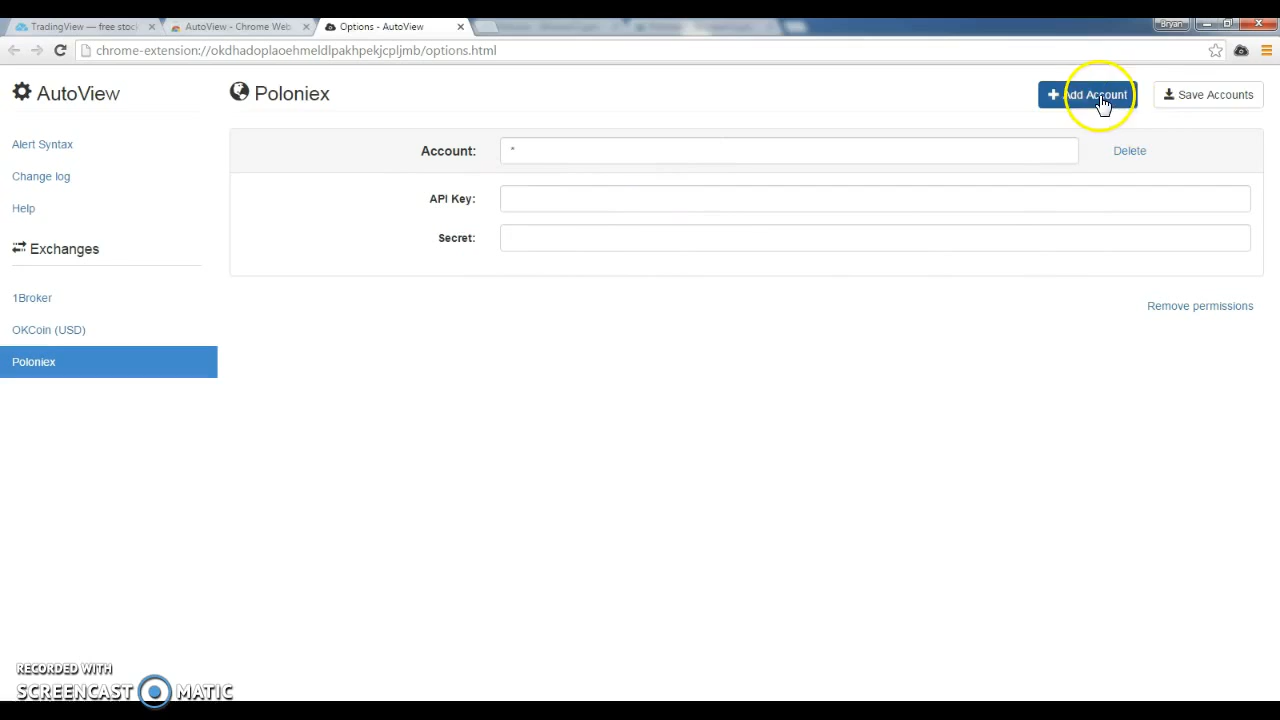 TradingView — free stoc
AutoView - Chrome Web
Options - AutoView
Bryan
chrome-extension://okdhadoplaoehmeldlpakhpekjcpljmb/options.html
AutoView
Poloniex
Add Account
Save Accounts
Alert Syntax
Change log
Help
Exchanges
1Broker
OKCoin (USD)
Poloniex
Account:
*
Delete
API Key:
Secret:
Remove permissions
RECORDED WITH
SCREENCAST MATIC